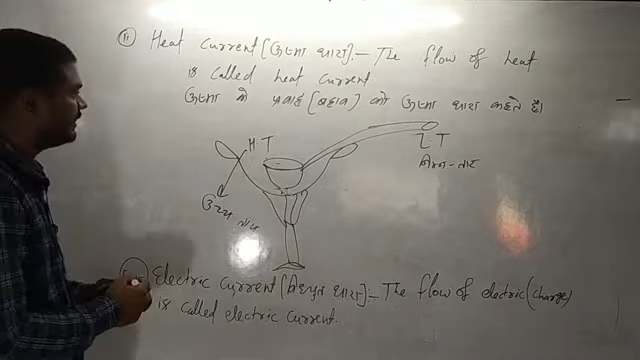 (ii) Heat current [ऊष्मा धारा] :- The flow of heat
is called heat current.
ऊष्मा के प्रवाह [बहाव] को ऊष्मा धारा कहते है।
H.T
L.T
निम्न-ताप
उच्च ताप
Electric current [विद्युत धारा] :- The flow of electric (charge)
is called electric current.